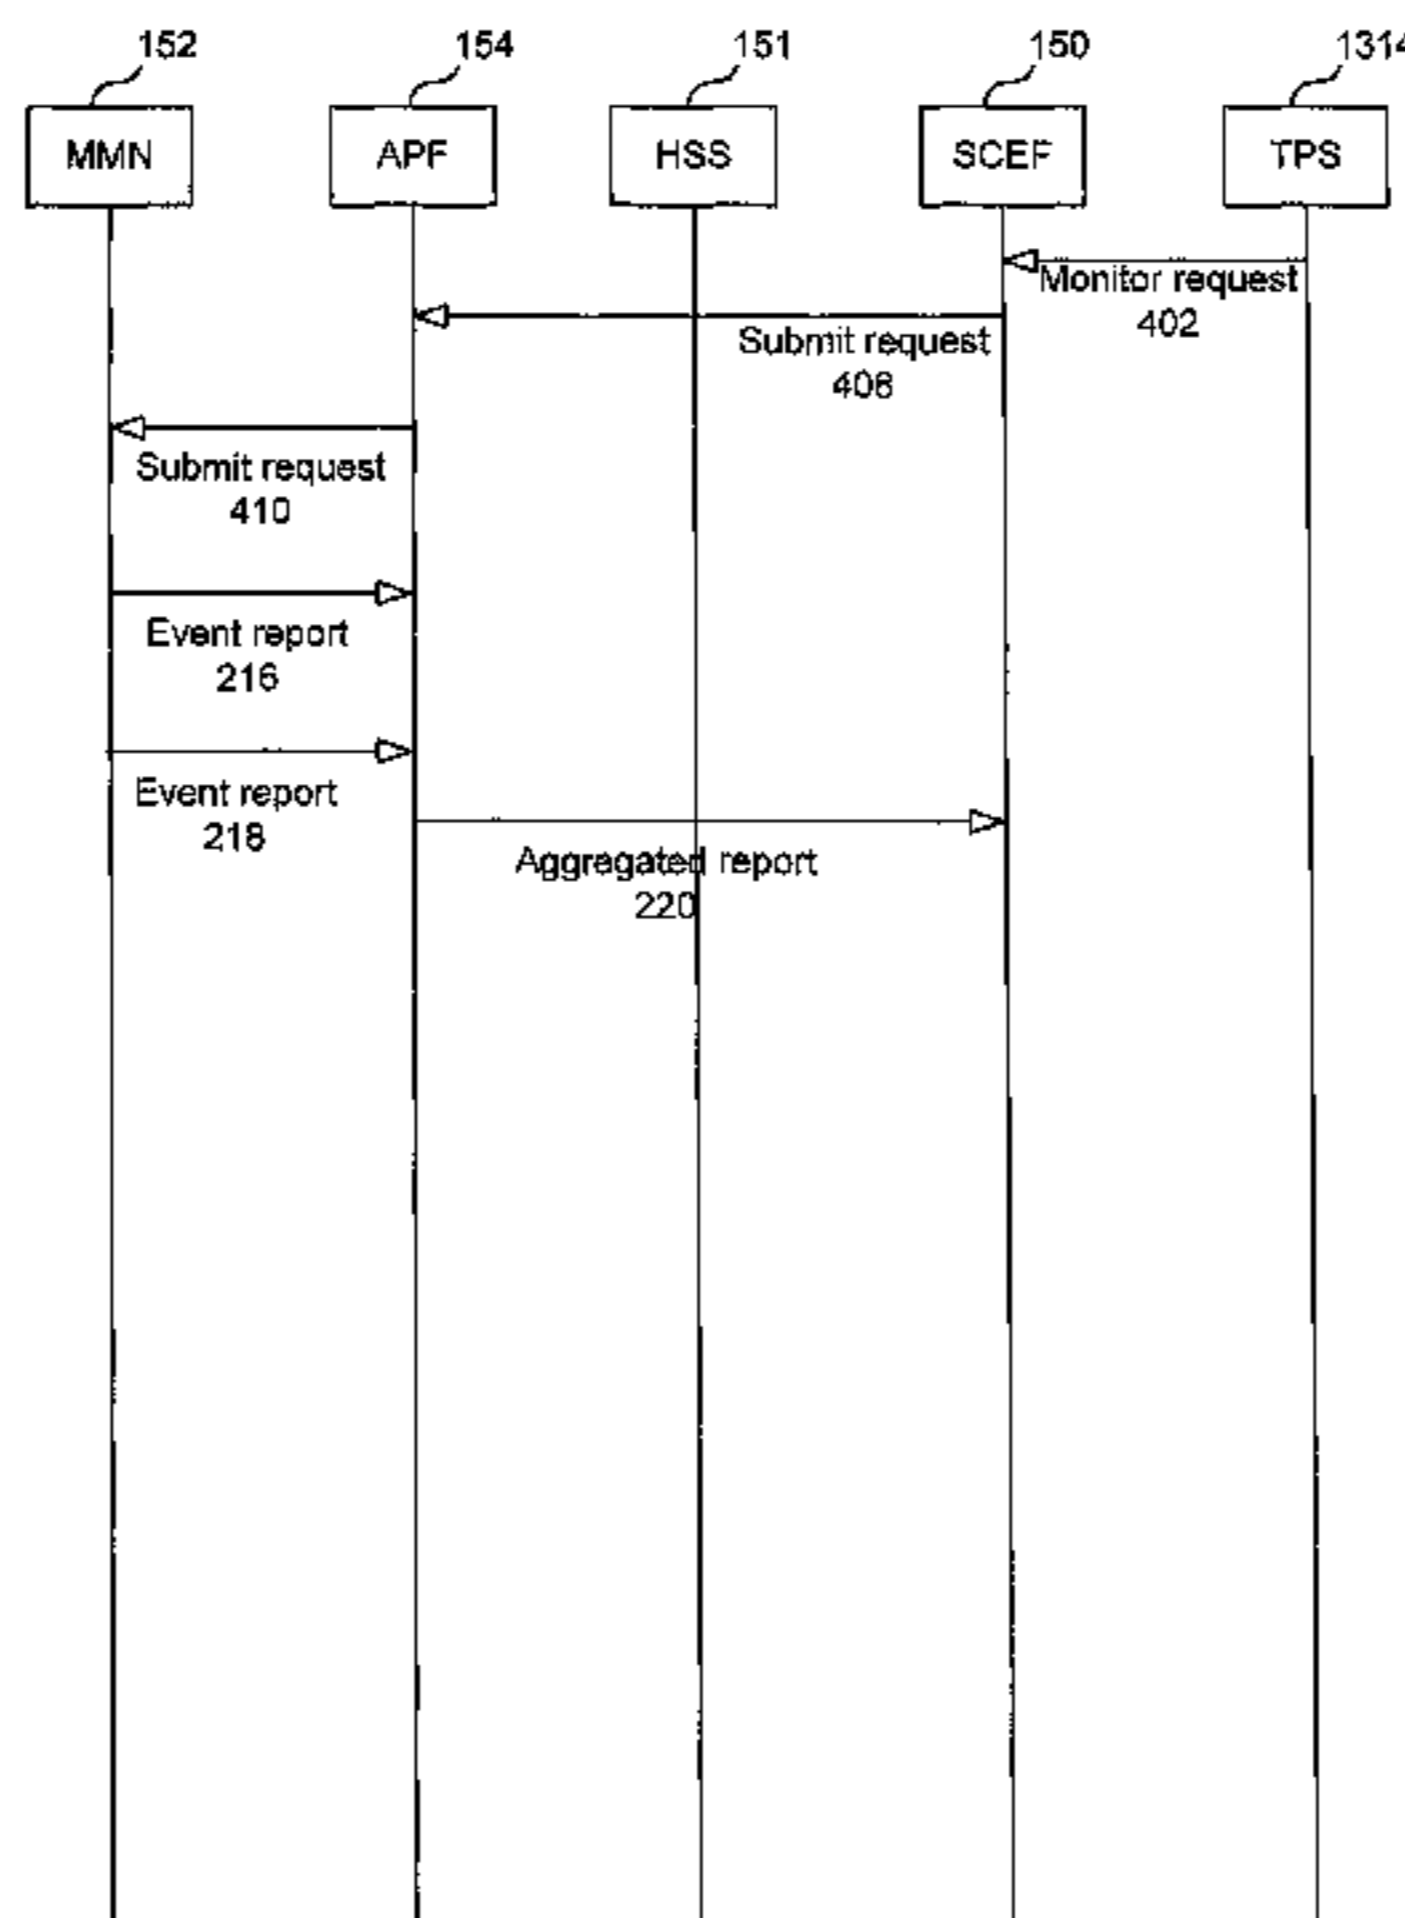 152
154
151
150
1314
MMN
APF
HSS
SCEF
TPS
Monitor request
402
Submit request
406
Submit request
410
Event report
216
Event report
218
Aggregated report
220